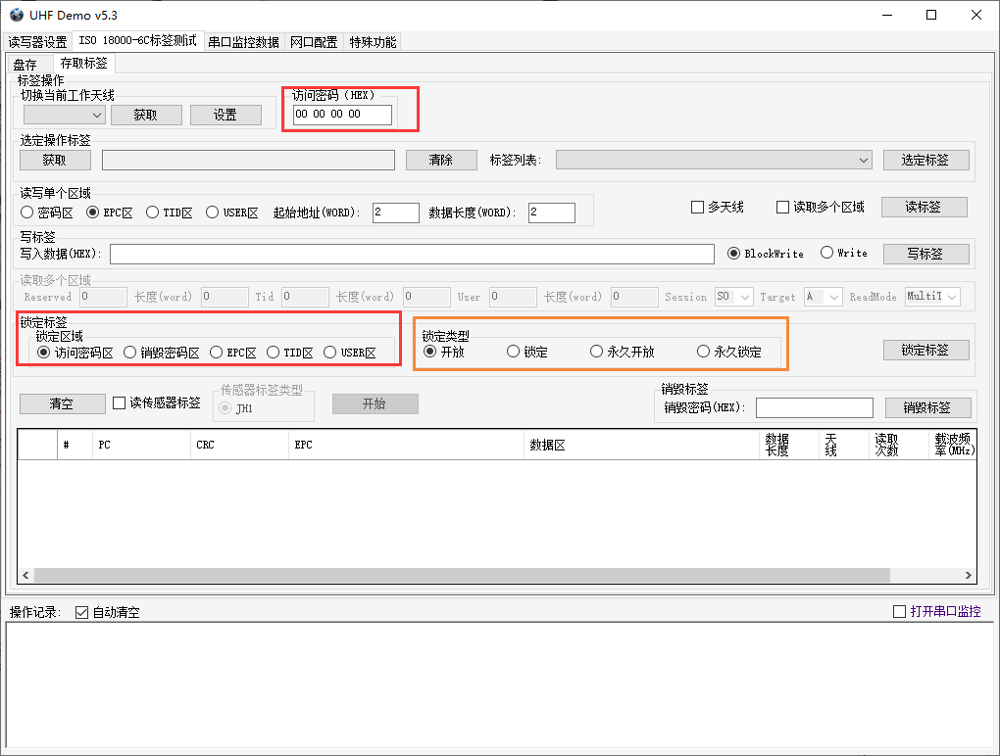 UHF Demo v5.3
读写器设置 ISO 18000-6C标签测试 串口监控数据 网口配置 特殊功能
盘存 存取标签
标签操作
切换当前工作天线 访问密码(HEX)
获取 设置 00 00 00 00
选定操作标签
获取 清除 标签列表: 选定标签
读写单个区域
密码区 EPC区 TID区 USER区 起始地址(WORD): 2 数据长度(WORD): 2 多天线 读取多个区域 读标签
写标签
写入数据(HEX): BlockWrite Write 写标签
读取多个区域
Reserved 0 长度(word) 0 Tid 0 长度(word) 0 User 0 长度(word) 0 Session S0 Target A ReadMode MultiT
锁定标签
锁定区域 锁定类型
访问密码区 销毁密码区 EPC区 TID区 USER区 开放 锁定 永久开放 永久锁定 锁定标签
清空 读传感器标签 传感器标签类型 JH1 开始 销毁标签
销毁密码(HEX): 销毁标签
# PC CRC EPC 数据区 数据长度 天线 读取次数 载波频率(MHz)
操作记录: 自动清空 打开串口监控